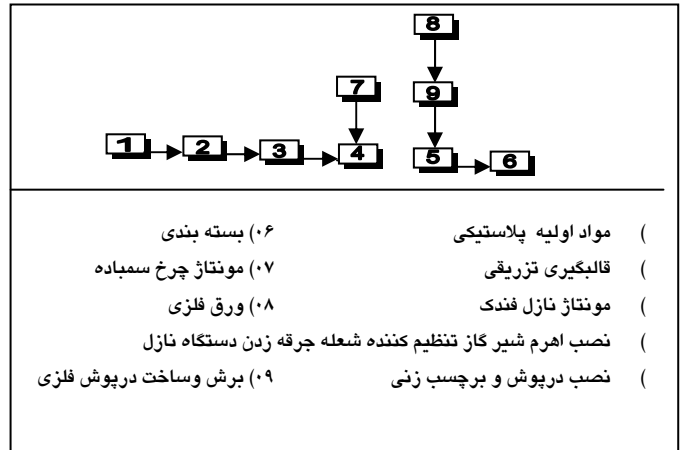 8
7 9
1 2 3 4 5 6
( مواد اولیه پلاستیکی ۰۶) بسته بندی
( قالبگیری تزریقی ۰۷) مونتاژ چرخ سمباده
( مونتاژ نازل فندک ۰۸) ورق فلزی
( نصب اهرم شیر گاز تنظیم کننده شعله جرقه زدن دستگاه نازل
( نصب درپوش و برچسب زنی ۰۹) برش وساخت درپوش فلزی